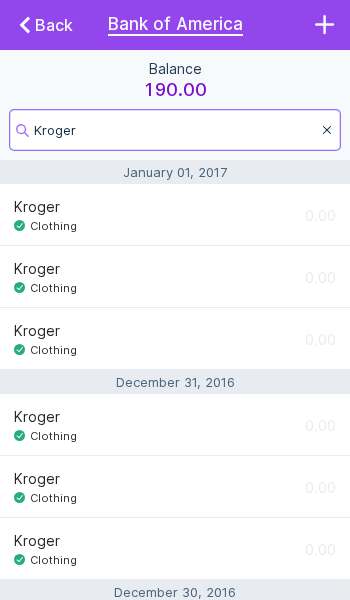 Back
Bank of America
Balance
190.00
Kroger
January 01, 2017
Kroger
0.00
Clothing
Kroger
0.00
Clothing
Kroger
0.00
Clothing
December 31, 2016
Kroger
0.00
Clothing
Kroger
0.00
Clothing
Kroger
0.00
Clothing
December 30, 2016